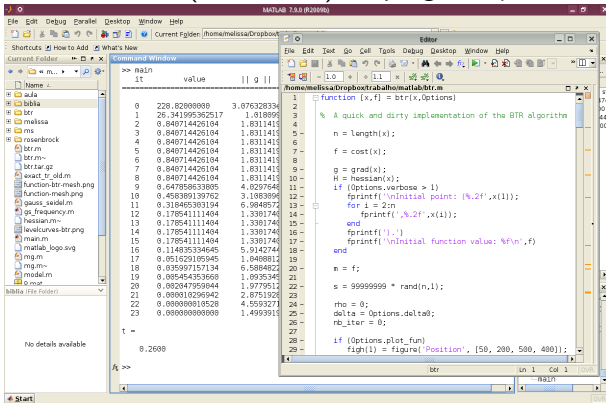 MATLAB 7.9.0 (R2009b)
File Edit Debug Parallel Desktop Window Help
Current Folder: /home/melissa/Dropbox/
Shortcuts How to Add What's New
Current Folder
« m...
Name
aula
biblia
btr
melissa
ms
rosenbrock
btr.m
btr.m~
btr.tar.gz
exact_tr_old.m
function-btr-mesh.png
function-mesh.png
gauss_seidel.m
gs_frequency.m
hessian.m~
levelcurves-btr.png
main.m
matlab_logo.svg
mg.m
mg.m~
model.m
biblia (File Folder)
No details available
Command Window
>> main
it value || g ||
0 228.82000000 3.0763283
1 26.341995362517 1.01809
2 0.840714426104 1.831141
3 0.840714426104 1.831141
4 0.840714426104 1.831141
5 0.840714426104 1.831141
6 0.840714426104 1.831141
7 0.840714426104 1.831141
8 0.840714426104 1.831141
9 0.647858633805 4.029764
10 0.458389139762 3.108309
11 0.318465303194 6.984857
12 0.178541111404 1.330174
13 0.178541111404 1.330174
14 0.178541111404 1.330174
15 0.178541111404 1.330174
16 0.114835334645 5.914274
17 0.051629105945 1.040881
18 0.035997157134 6.588482
19 0.005454353660 1.093534
20 0.002047959044 1.977951
21 0.000010296942 2.875192
22 0.000000010528 4.559327
23 0.000000000000 1.499391
t =
0.2600
fx >>
Editor
File Edit Text Go Cell Tools Debug Desktop Window Help
- 1.0 + ÷ 1.1 ×
/home/melissa/Dropbox/trabalho/matlab/btr.m
1 function [x,f] = btr(x,Options)
2
3 % A quick and dirty implementation of the BTR algorithm
4
5 n = length(x);
6
7 f = cost(x);
8
9 g = grad(x);
10 H = hessian(x);
11 if (Options.verbose > 1)
12 fprintf('\nInitial point: (%.2f',x(1));
13 for i = 2:n
14 fprintf(',%.2f',x(i));
15 end
16 fprintf(').')
17 fprintf('\nInitial function value: %f\n',f)
18 end
19
20 m = f;
21
22 s = 99999999 * rand(n,1);
23
24 rho = 0;
25 delta = Options.delta0;
26 nb_iter = 0;
27
28 if (Options.plot_fun)
29 figh(1) = figure('Position', [50, 200, 500, 400]);
btr Ln 1 Col 1 OVR
main
Start